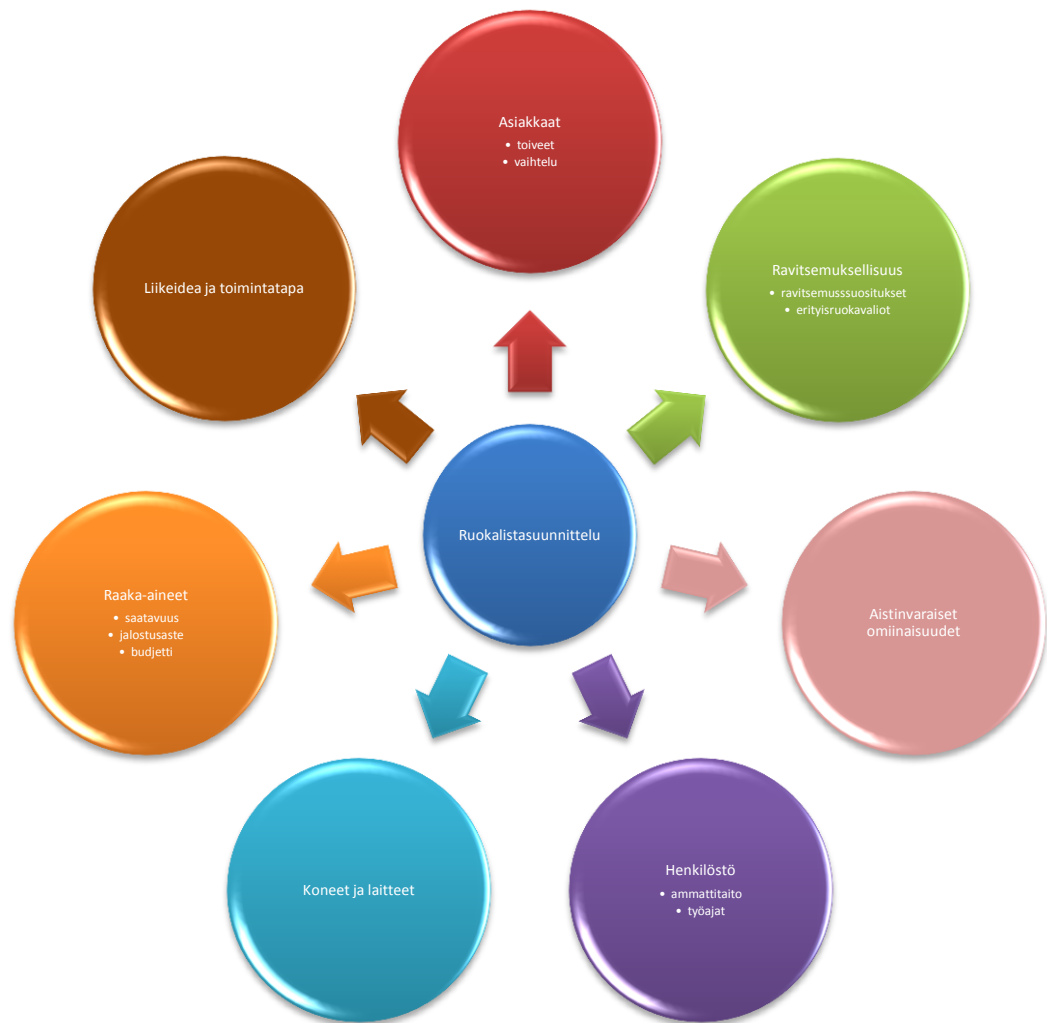 Asiakkaat
• toiveet
• vaihtelu
Ravitsemuksellisuus
• ravitsemusssuositukset
• erityisruokavaliot
Aistinvaraiset
omiinaisuudet
Henkilöstö
• ammattitaito
• työajat
Koneet ja laitteet
Raaka-aineet
• saatavuus
• jalostusaste
• budjetti
Liikeidea ja toimintatapa
Ruokalistasuunnittelu